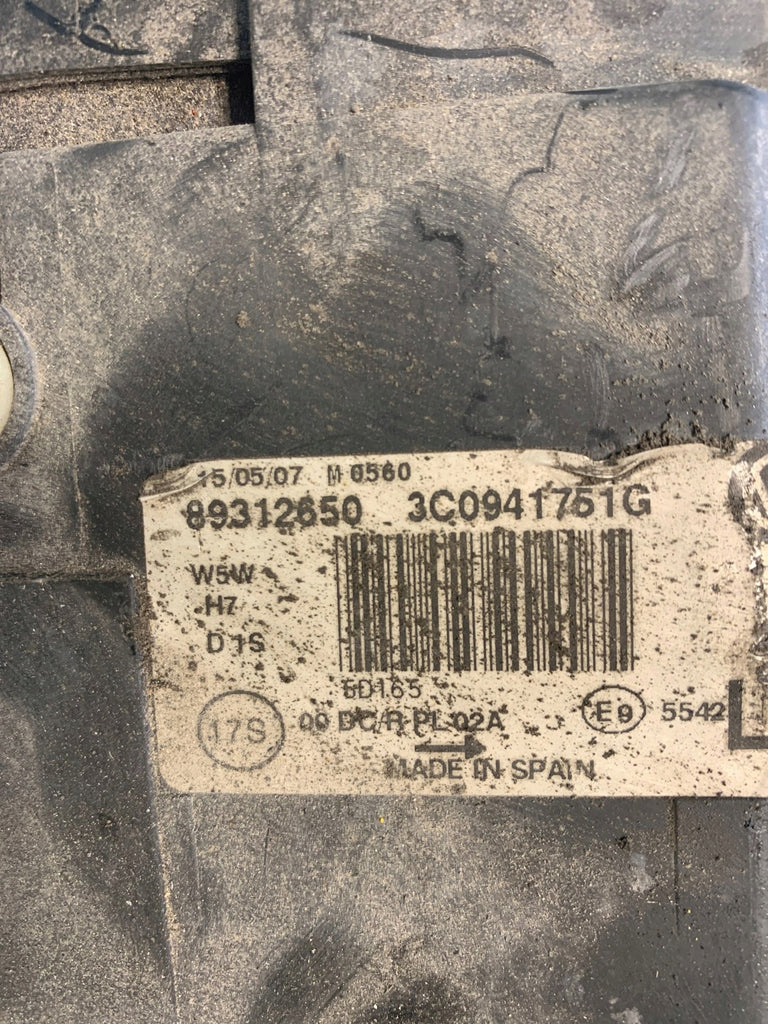 15/05/07 M 0560
89312650 3C0941751G
W5W
H7
D1S
8D165
17S 00 DC/R PL 02A E9 5542
MADE IN SPAIN